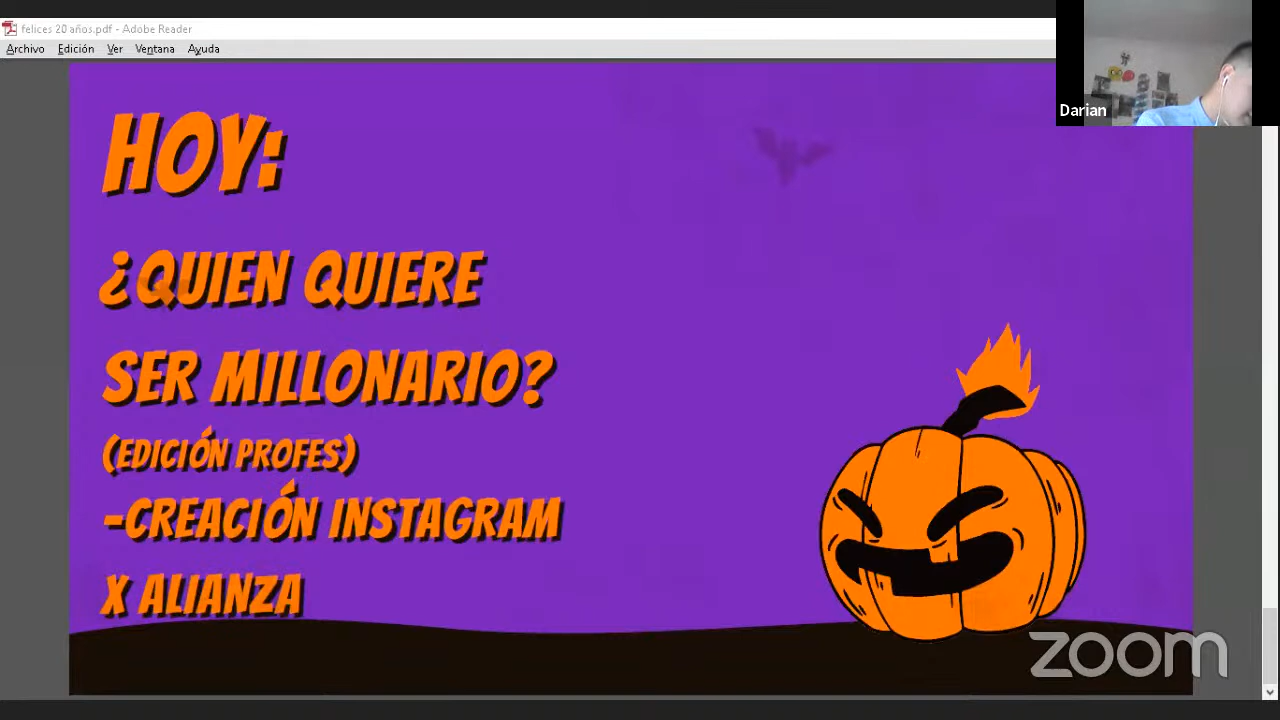 felices 20 años.pdf - Adobe Reader
Archivo Edición Ver Ventana Ayuda
Darian
HOY:
¿QUIEN QUIERE
SER MILLONARIO?
(EDICIÓN PROFES)
-CREACIÓN INSTAGRAM
X ALIANZA
zoom